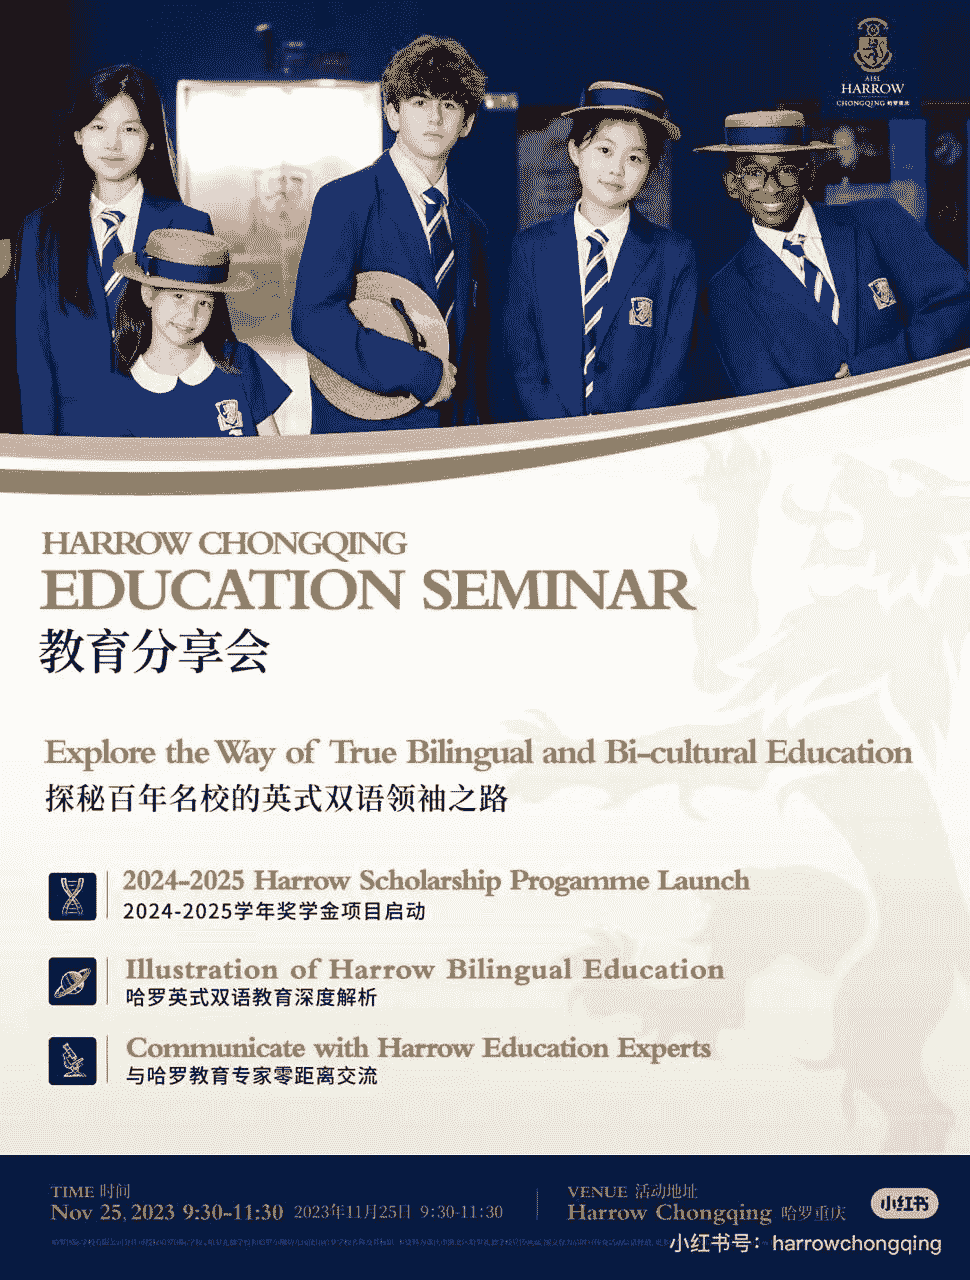 AISL
HARROW
CHONGQING 哈罗重庆
HARROW CHONGQING
EDUCATION SEMINAR
教育分享会
Explore the Way of True Bilingual and Bi-cultural Education
探秘百年名校的英式双语领袖之路
2024-2025 Harrow Scholarship Progamme Launch
2024-2025学年奖学金项目启动
Illustration of Harrow Bilingual Education
哈罗英式双语教育深度解析
Communicate with Harrow Education Experts
与哈罗教育专家零距离交流
TIME 时间
Nov 25, 2023 9:30-11:30 2023年11月25日 9:30-11:30
VENUE 活动地址
Harrow Chongqing 哈罗重庆
小红书
小红书号：harrowchongqing